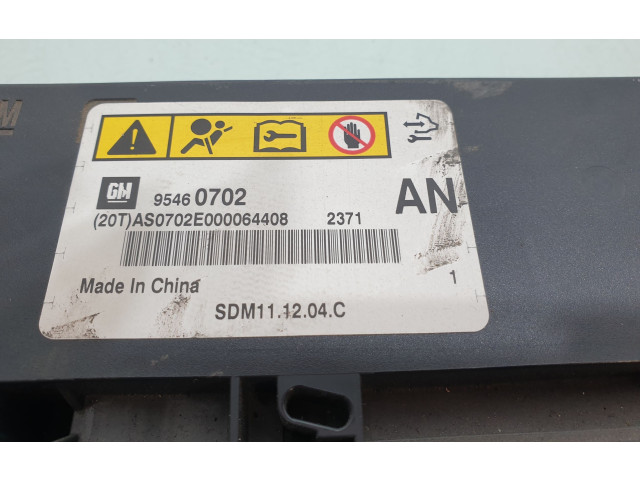 GM
9546 0702
AN
(20T)AS0702E000064408 2371
Made In China
1
SDM11.12.04.C